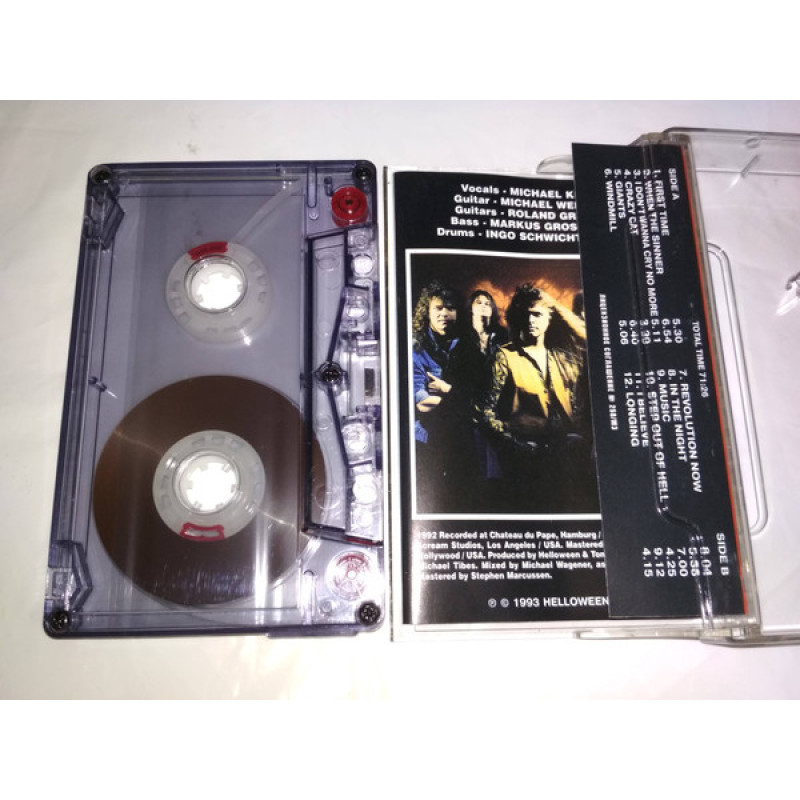 Vocals - MICHAEL K
Guitar - MICHAEL WE
Guitars - ROLAND GR
Bass - MARKUS GROS
Drums - INGO SCHWICHT
1992 Recorded at Chateau du Pape, Hamburg /
Scream Studios, Los Angeles / USA. Mastered
Hollywood / USA. Produced by Helloween & Tom
Michael Tibes. Mixed by Michael Wagener, as
Mastered by Stephen Marcussen.
℗ © 1993 HELLOWEEN
SIDE A
1. FIRST TIME 5.30
2. WHEN THE SINNER 6.54
3. I DON'T WANNA CRY NO MORE 5.11
4. CRAZY CAT 3.29
5. GIANTS 6.40
6. WINDMILL 5.06
TOTAL TIME 71:26
SIDE B
7. REVOLUTION NOW 8.04
8. IN THE NIGHT 5.38
9. MUSIC 7.00
10. STEP OUT OF HELL 4.25
11. I BELIEVE 9.12
12. LONGING 4.15